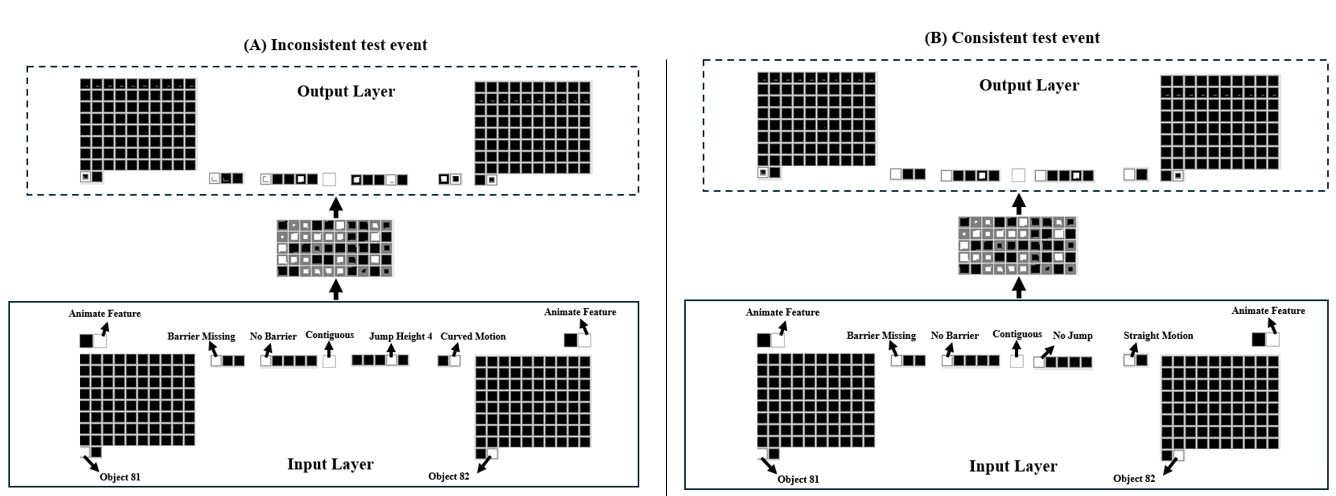 (A) Inconsistent test event
Output Layer
Animate Feature
Animate Feature
Barrier Missing
No Barrier
Contiguous
Jump Height 4
Curved Motion
Input Layer
Object 81
Object 82
(B) Consistent test event
Output Layer
Animate Feature
Animate Feature
Barrier Missing
No Barrier
Contiguous
No Jump
Straight Motion
Input Layer
Object 81
Object 82